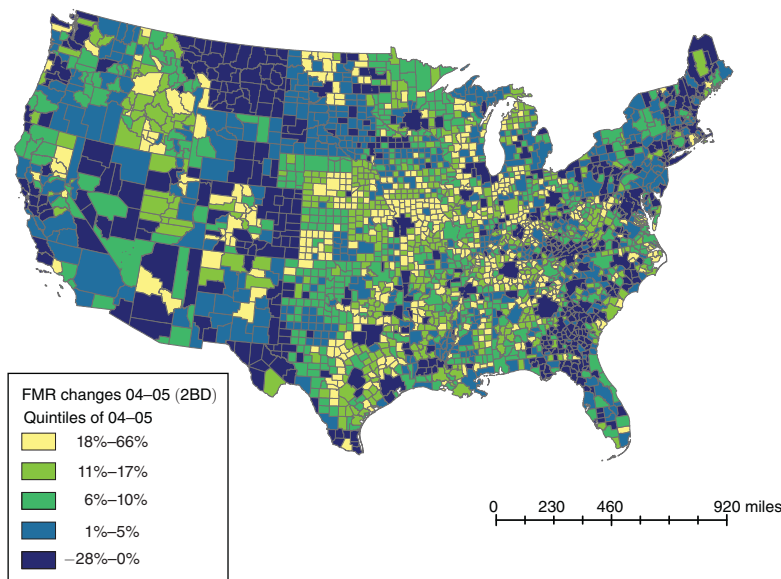 FMR changes 04–05 (2BD)
Quintiles of 04–05
18%–66%
11%–17%
6%–10%
1%–5%
−28%–0%
0 230 460 920 miles